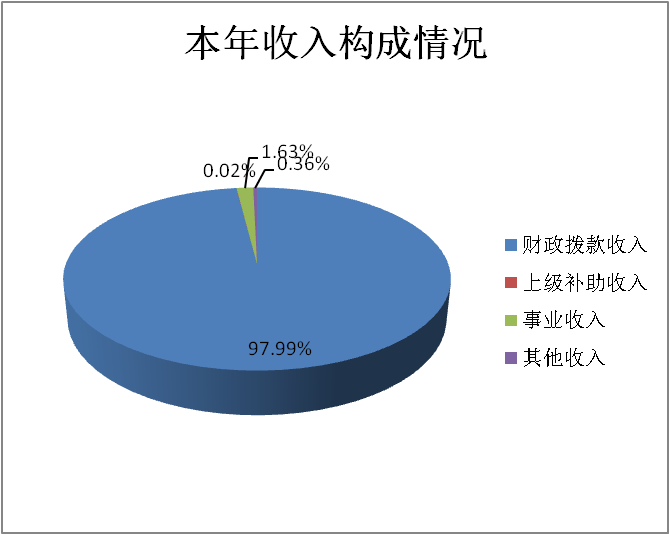 本年收入构成情况
1.63%
0.02%
0.36%
97.99%
财政拨款收入
上级补助收入
事业收入
其他收入